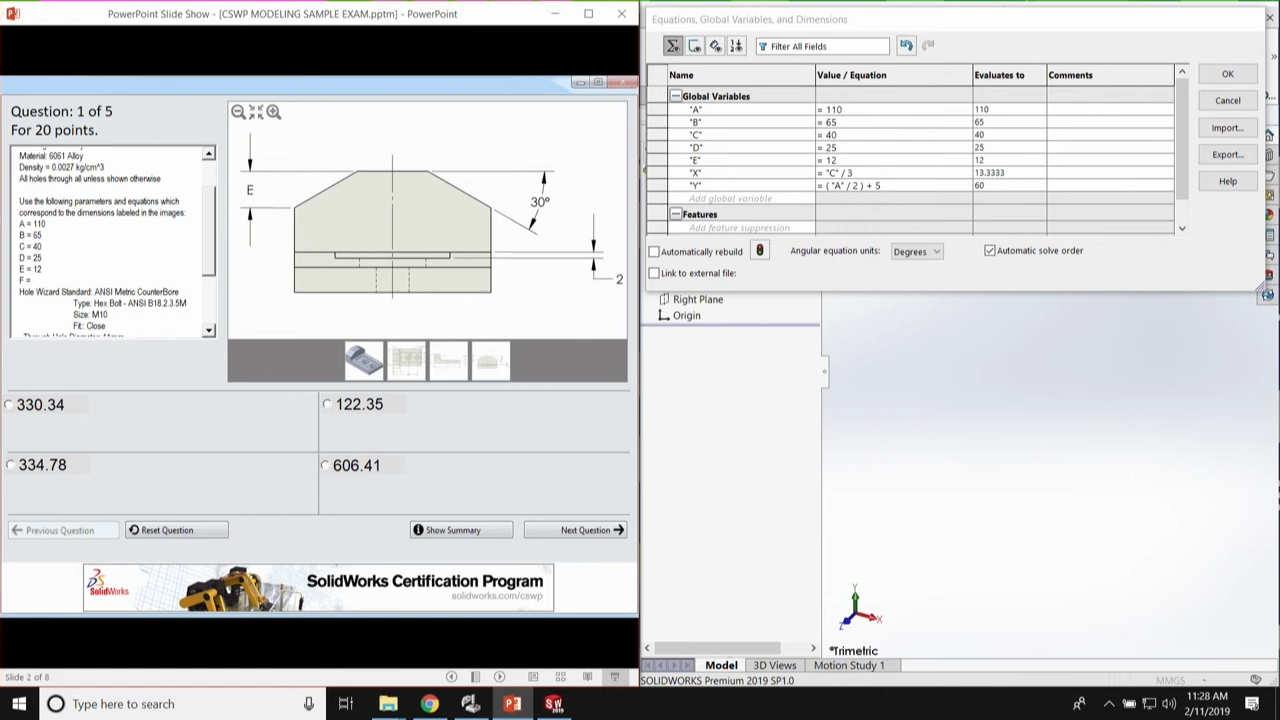 PowerPoint Slide Show - [CSWP MODELING SAMPLE EXAM.pptm] - PowerPoint
Question: 1 of 5
For 20 points.
Material: 6061 Alloy
Density = 0.0027 kg/cm^3
All holes through all unless shown otherwise
Use the following parameters and equations which
correspond to the dimensions labeled in the images:
A = 110
B = 65
C = 40
D = 25
E = 12
F =
Hole Wizard Standard: ANSI Metric CounterBore
Type: Hex Bolt - ANSI B18.2.3.5M
Size: M10
Fit: Close
E
30°
2
330.34
122.35
334.78
606.41
Previous Question
Reset Question
Show Summary
Next Question
SolidWorks
SolidWorks Certification Program
solidworks.com/cswp
Slide 2 of 8
Equations, Global Variables, and Dimensions
Filter All Fields
Name Value / Equation Evaluates to Comments
Global Variables
"A" = 110 110
"B" = 65 65
"C" = 40 40
"D" = 25 25
"E" = 12 12
"X" = "C" / 3 13.3333
"Y" = ( "A" / 2 ) + 5 60
Add global variable
Features
Add feature suppression
OK
Cancel
Import...
Export...
Help
Automatically rebuild
Angular equation units: Degrees
Automatic solve order
Link to external file:
Right Plane
Origin
Y
X
Z
*Trimetric
Model 3D Views Motion Study 1
SOLIDWORKS Premium 2019 SP1.0
MMGS
Type here to search
11:28 AM
2/11/2019